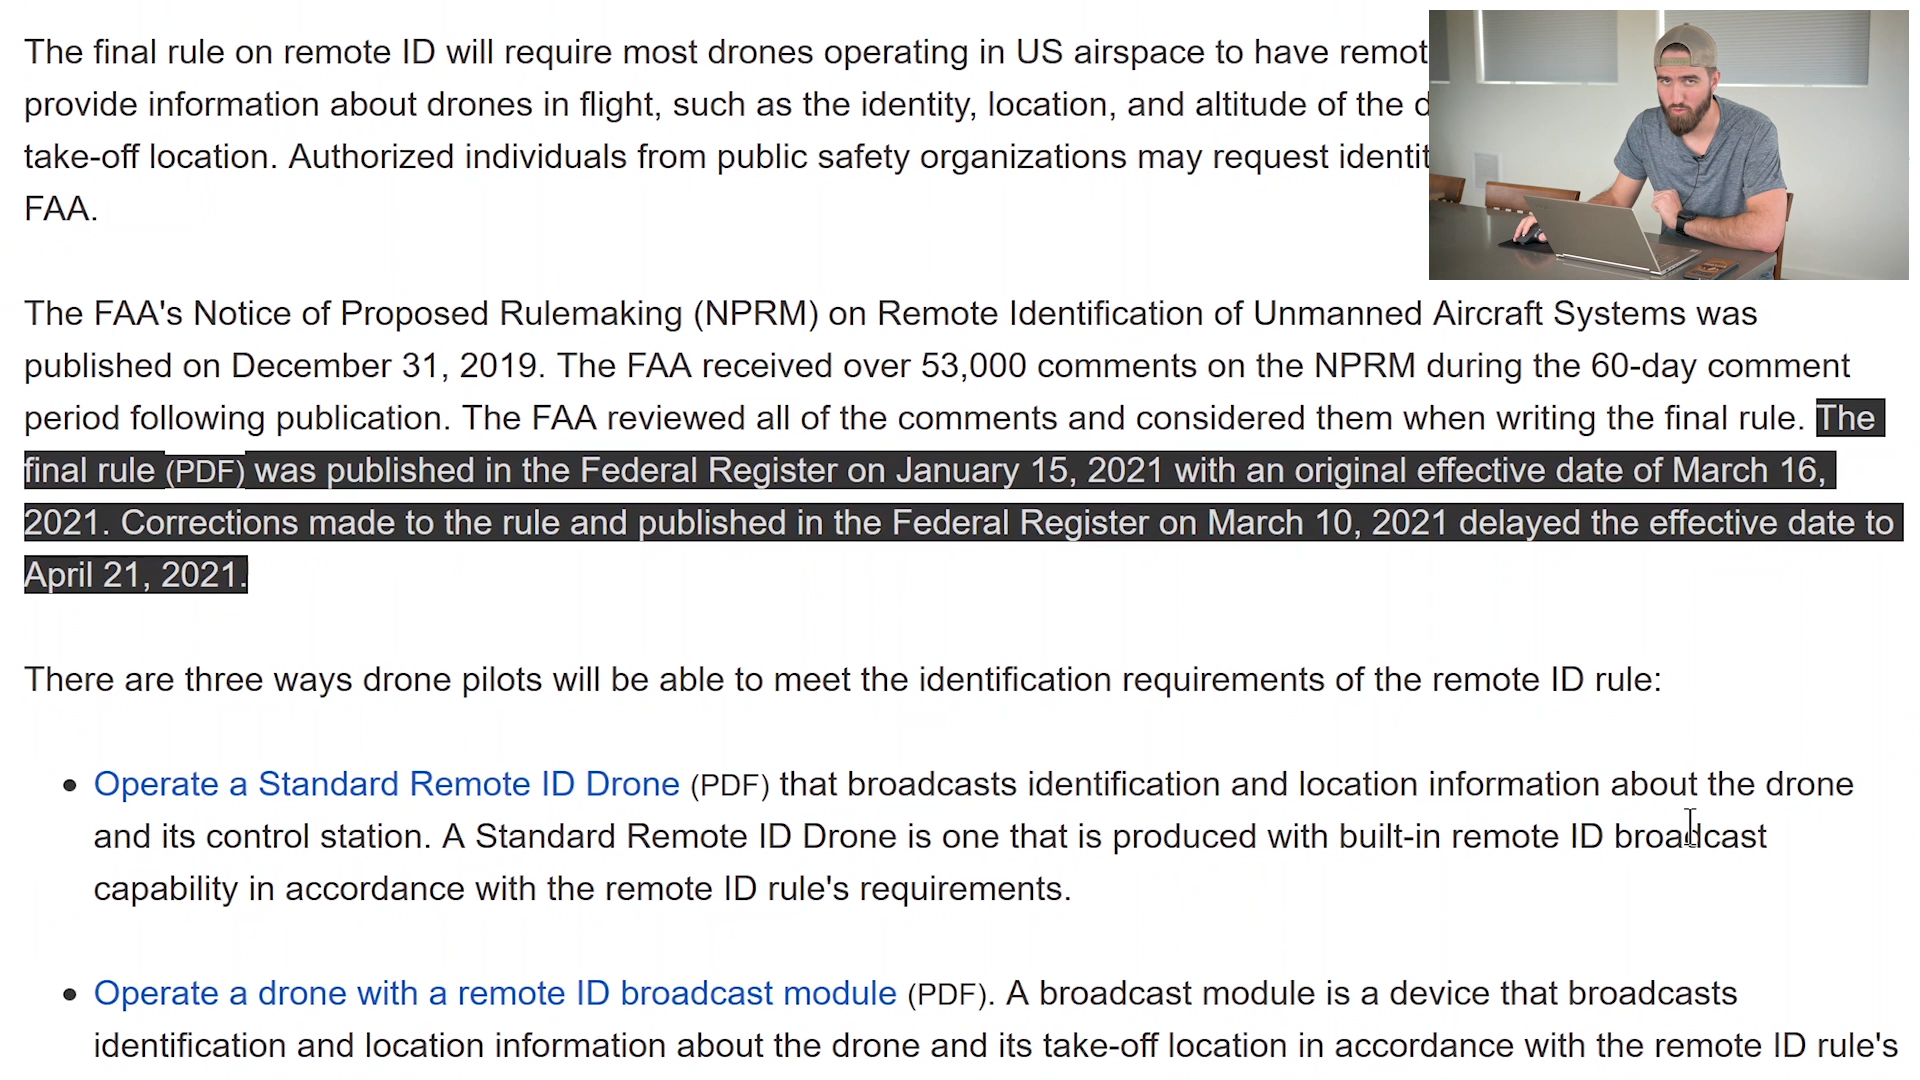 The final rule on remote ID will require most drones operating in US airspace to have
provide information about drones in flight, such as the identity, location, and altitude of the
take-off location. Authorized individuals from public safety organizations may request
FAA.
The FAA's Notice of Proposed Rulemaking (NPRM) on Remote Identification of Unmanned Aircraft Systems was
published on December 31, 2019. The FAA received over 53,000 comments on the NPRM during the 60-day comment
period following publication. The FAA reviewed all of the comments and considered them when writing the final rule. The
final rule (PDF) was published in the Federal Register on January 15, 2021 with an original effective date of March 16,
2021. Corrections made to the rule and published in the Federal Register on March 10, 2021 delayed the effective date to
April 21, 2021.
There are three ways drone pilots will be able to meet the identification requirements of the remote ID rule:
• Operate a Standard Remote ID Drone (PDF) that broadcasts identification and location information about the drone
and its control station. A Standard Remote ID Drone is one that is produced with built-in remote ID broadcast
capability in accordance with the remote ID rule's requirements.
• Operate a drone with a remote ID broadcast module (PDF). A broadcast module is a device that broadcasts
identification and location information about the drone and its take-off location in accordance with the remote ID rule's